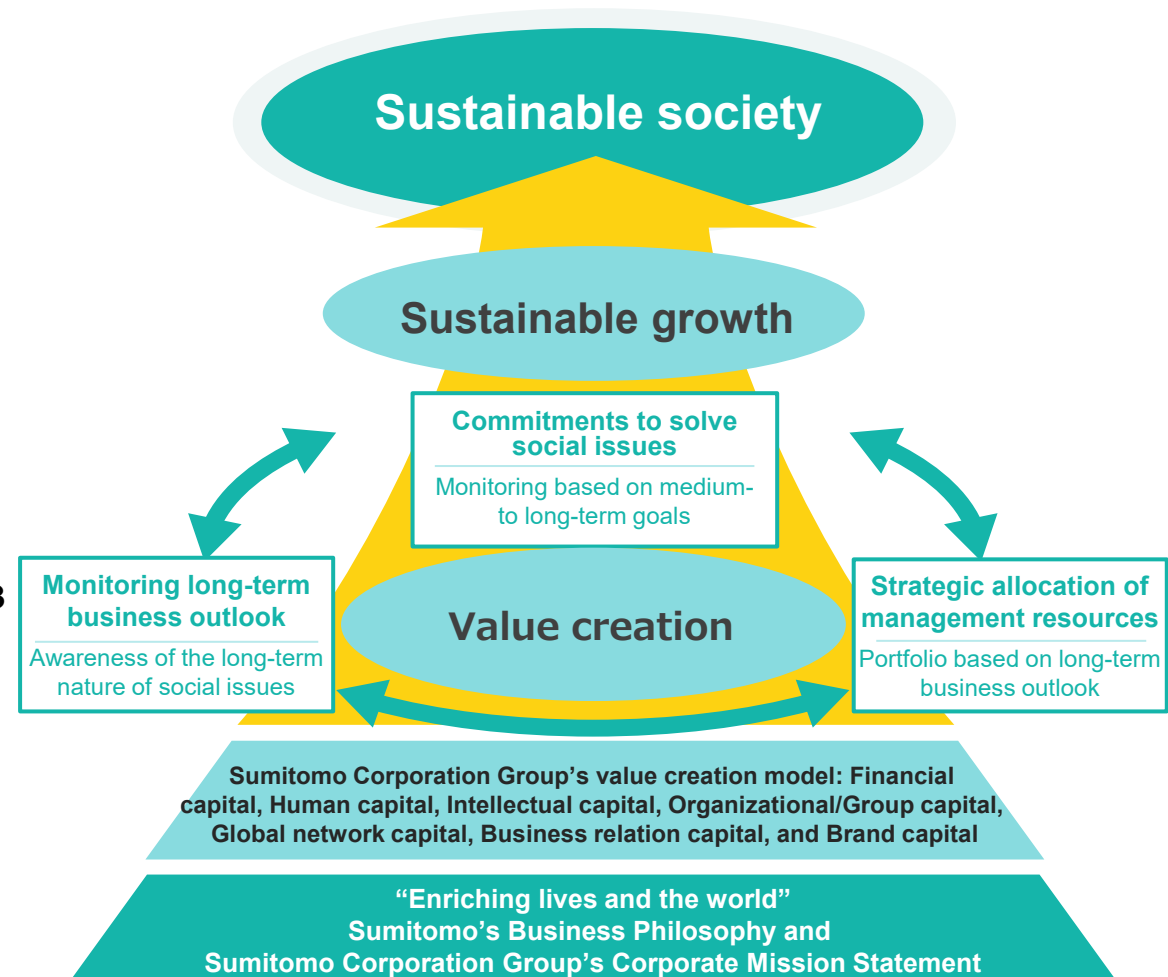 Sustainable society
Sustainable growth
Commitments to solve
social issues
Monitoring based on medium-
to long-term goals
Monitoring long-term
business outlook
Awareness of the long-term
nature of social issues
Value creation
Strategic allocation of
management resources
Portfolio based on long-term
business outlook
Sumitomo Corporation Group’s value creation model: Financial
capital, Human capital, Intellectual capital, Organizational/Group capital,
Global network capital, Business relation capital, and Brand capital
“Enriching lives and the world”
Sumitomo’s Business Philosophy and
Sumitomo Corporation Group’s Corporate Mission Statement